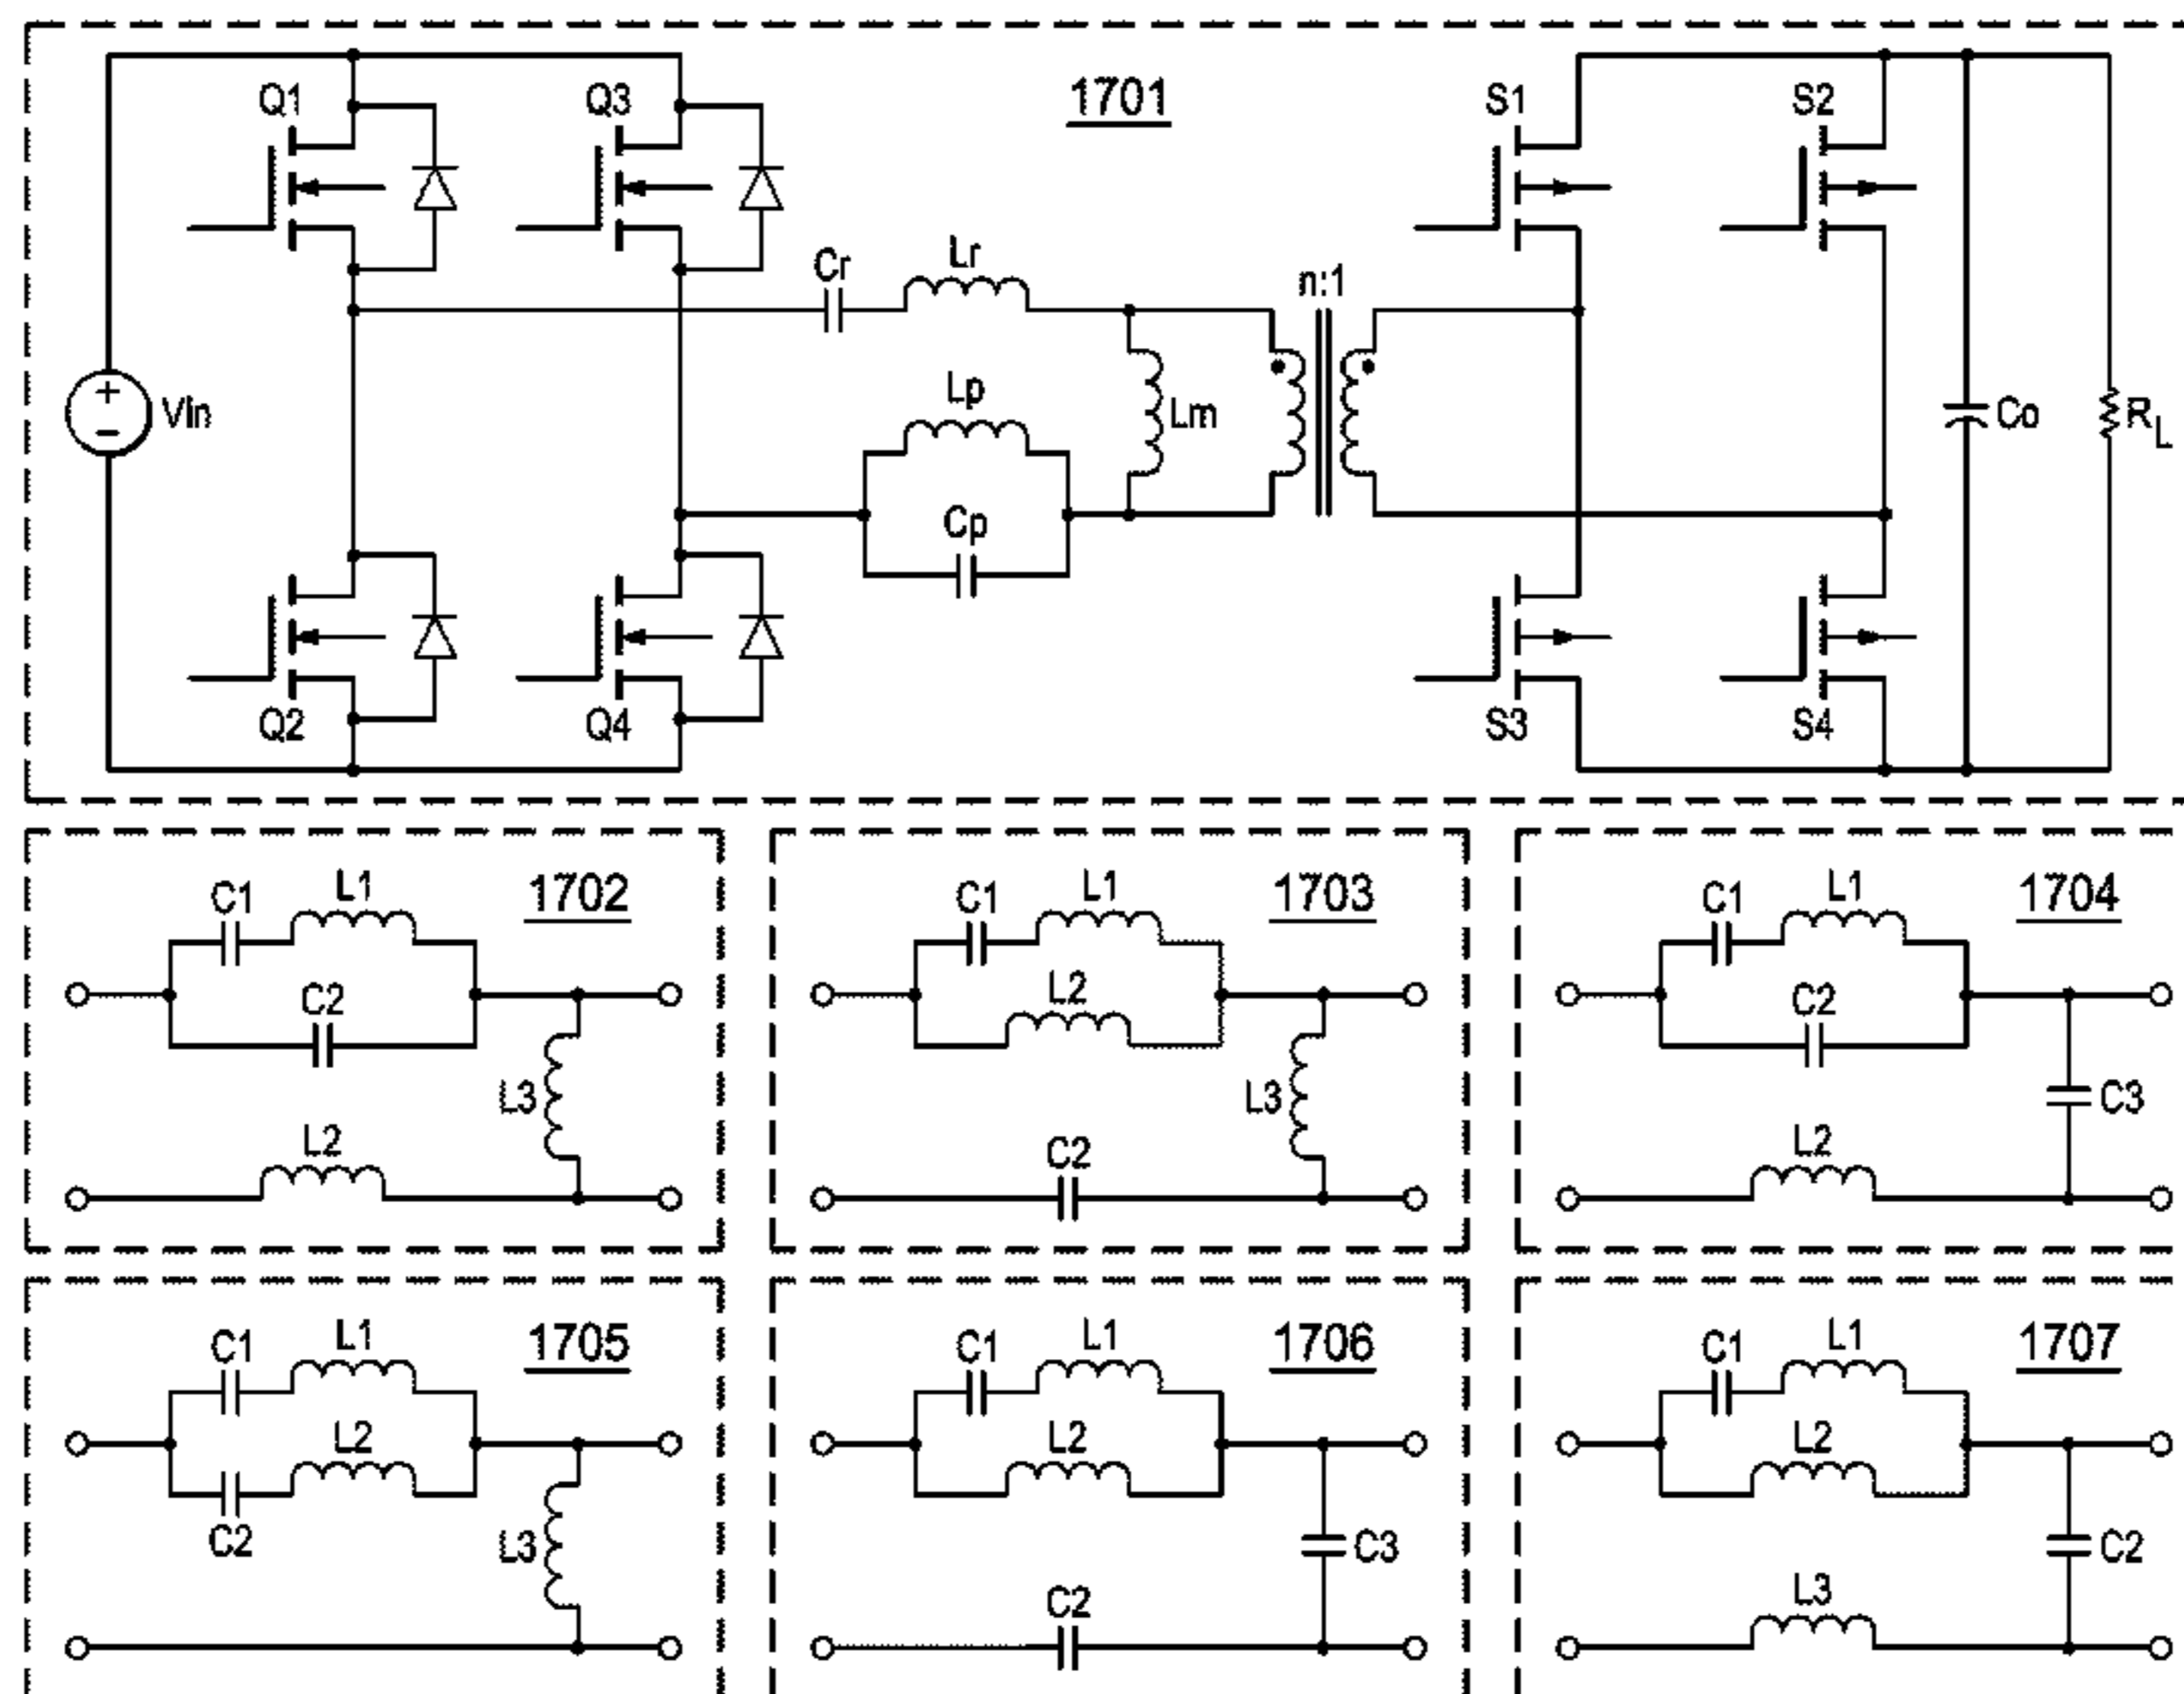 Q1
Q3
1701
S1
S2
Cr
Lr
n:1
Vin
+
−
Lp
Lm
Co
RL
Cp
Q2
Q4
S3
S4
1702
C1
L1
C2
L3
L2
1703
C1
L1
L2
L3
C2
1704
C1
L1
C2
C3
L2
1705
C1
L1
L2
C2
L3
1706
C1
L1
L2
C3
C2
1707
C1
L1
L2
C2
L3